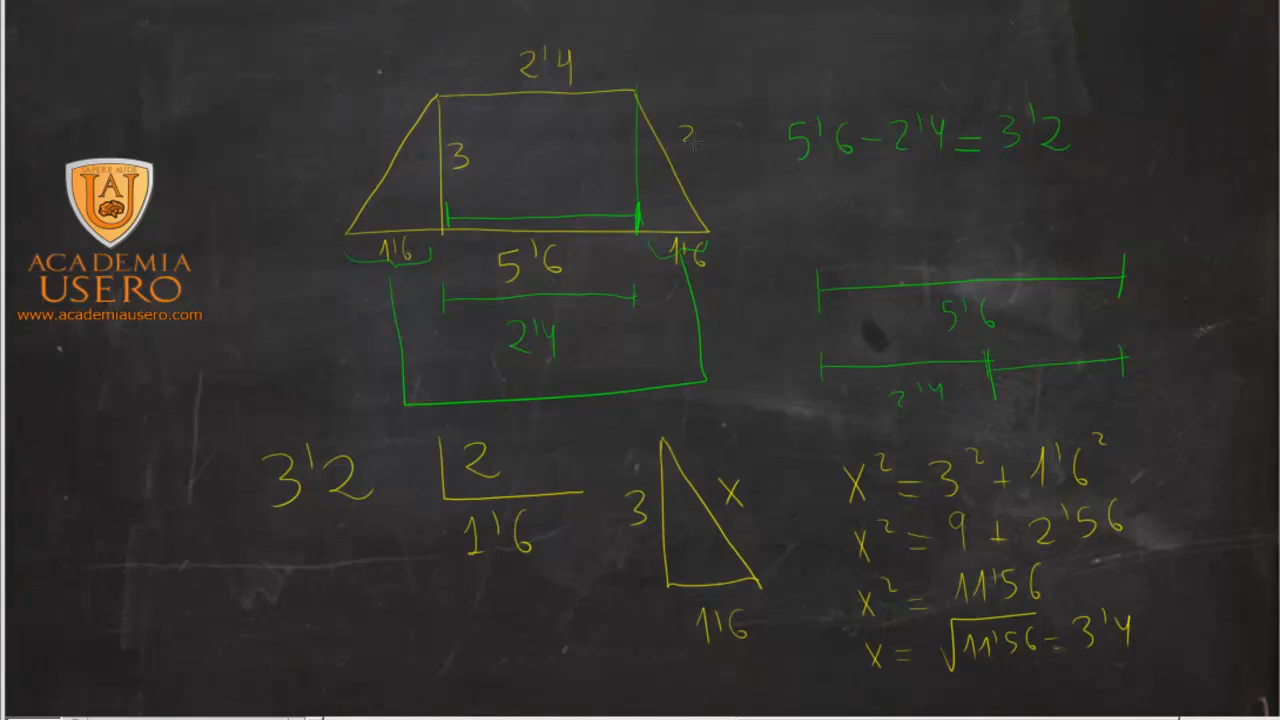 2'4
3
5'6-2'4=3'2
SAPERE AUDE
UA
ACADEMIA
USERO
www.academiausero.com
1'6
5'6
1'6
2'4
5'6
2'4
3'2 2
1'6
3
x
1'6
x² = 3² + 1'6²
x² = 9 + 2'56
x² = 11'56
x = √11'56 = 3'4